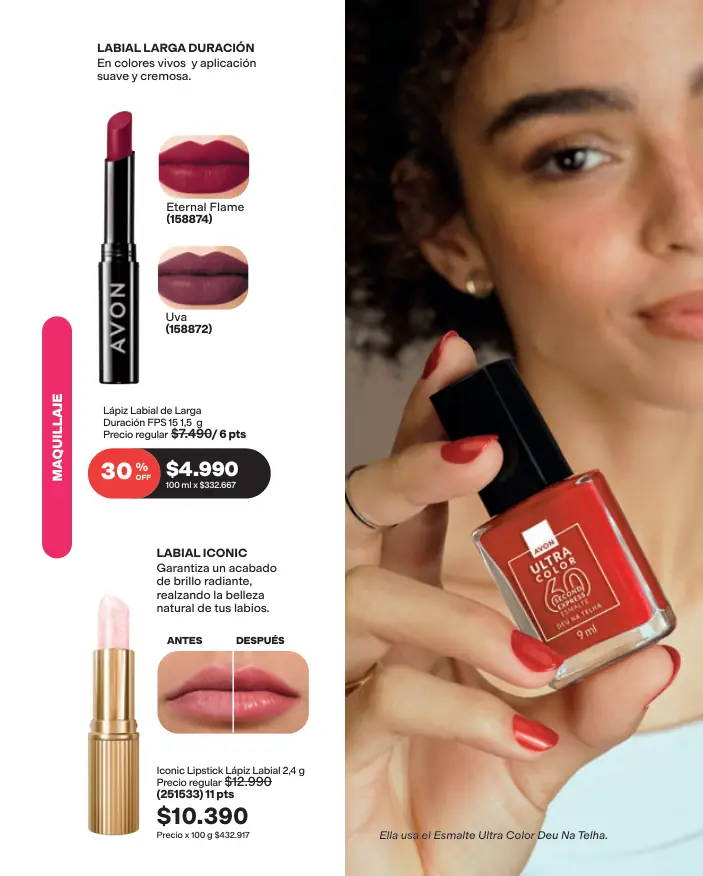 LABIAL LARGA DURACIÓN
En colores vivos y aplicación
suave y cremosa.
Eternal Flame
(158874)
Uva
(158872)
AVON
MAQUILLAJE
Lápiz Labial de Larga
Duración FPS 15 1,5 g
Precio regular $7.490/ 6 pts
30 % OFF
$4.990
100 ml x $332.667
LABIAL ICONIC
Garantiza un acabado
de brillo radiante,
realzando la belleza
natural de tus labios.
ANTES DESPUÉS
Iconic Lipstick Lápiz Labial 2,4 g
Precio regular $12.990
(251533) 11 pts
$10.390
Precio x 100 g $432.917
AVON
ULTRA
COLOR
60
SECOND
EXPRESS
ESMALTE
DEU NA TELHA
9 ml
Ella usa el Esmalte Ultra Color Deu Na Telha.